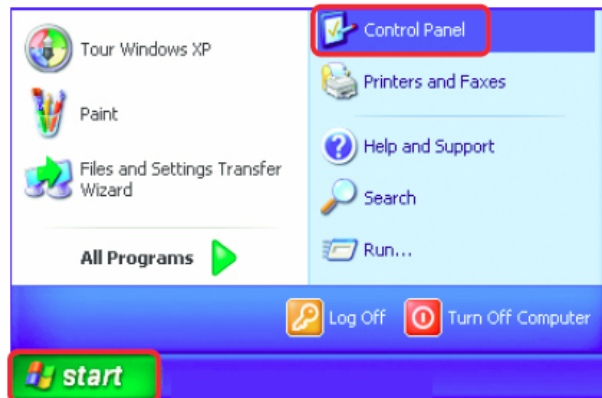 Tour Windows XP
Paint
Files and Settings Transfer
Wizard
All Programs
Control Panel
Printers and Faxes
Help and Support
Search
Run...
Log Off
Turn Off Computer
start